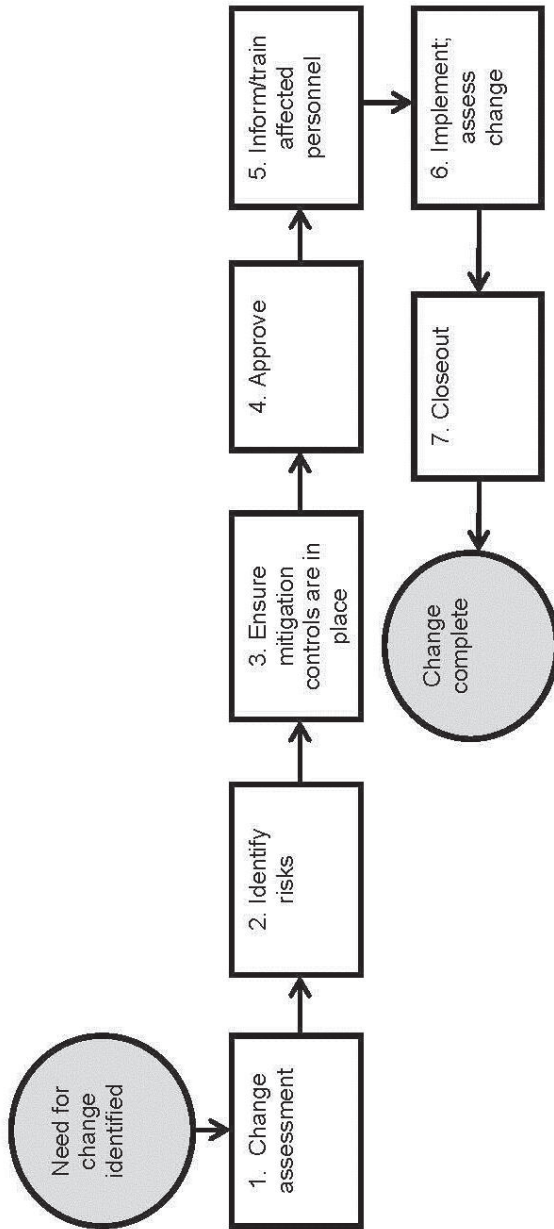 Need for
change
identified
1. Change
assessment
2. Identify
risks
3. Ensure
mitigation
controls are in
place
4. Approve
5. Inform/train
affected
personnel
6. Implement;
assess
change
7. Closeout
Change
complete